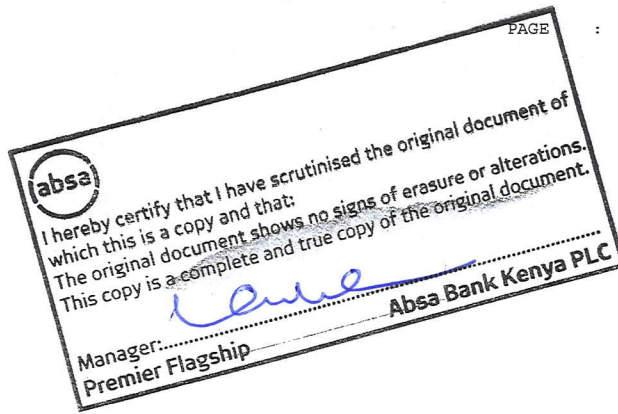 PAGE :
absa
I hereby certify that I have scrutinised the original document of
which this is a copy and that:
The original document shows no signs of erasure or alterations.
This copy is a complete and true copy of the original document.
Manager:
Premier Flagship Absa Bank Kenya PLC